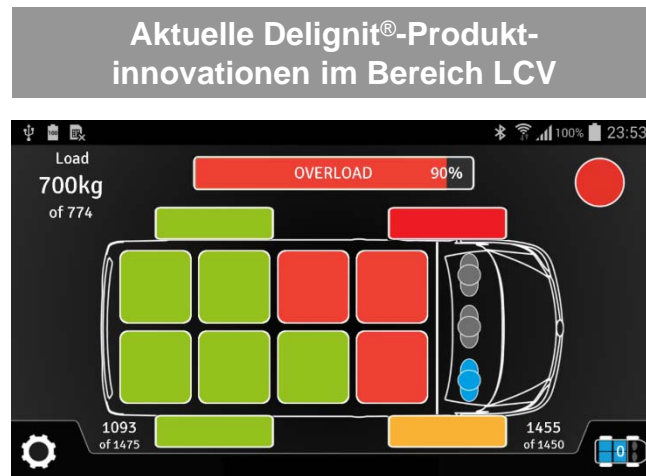 Aktuelle Delignit®-Produkt-
innovationen im Bereich LCV
100% 23:53
Load
700kg
of 774
OVERLOAD 90%
1093
of 1475
1455
of 1450
0